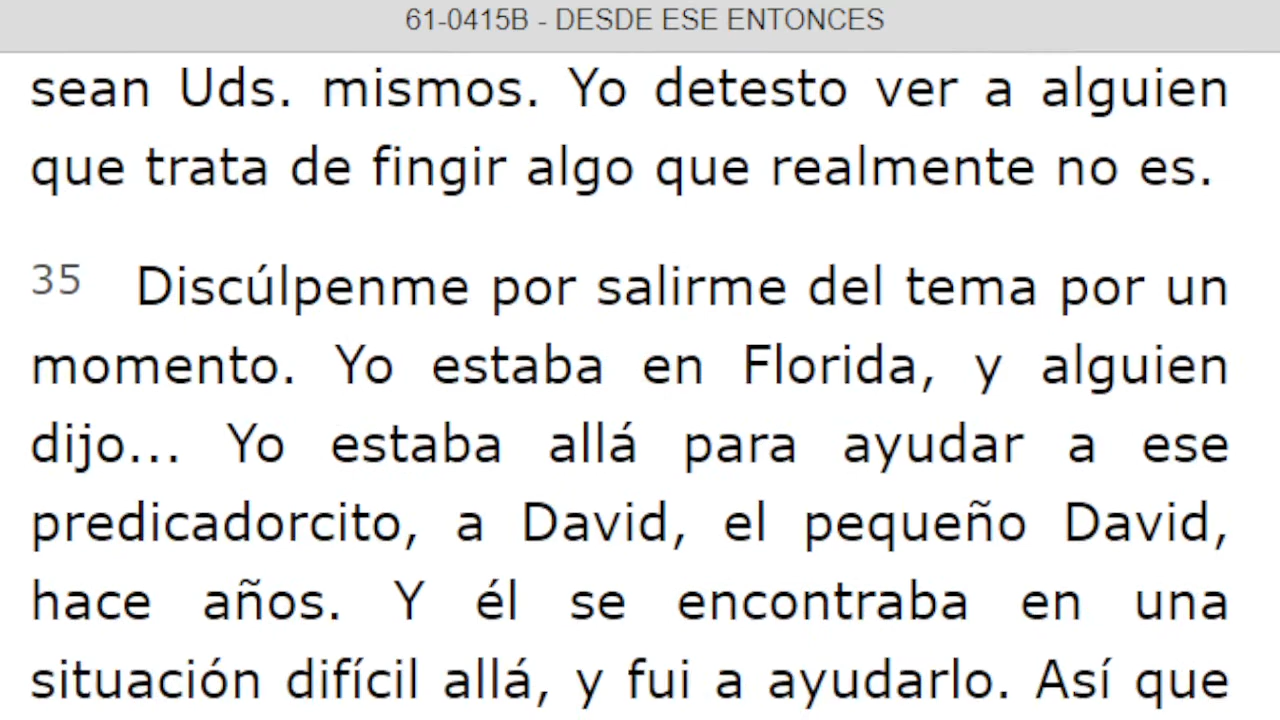 61-0415B - DESDE ESE ENTONCES
sean Uds. mismos. Yo detesto ver a alguien
que trata de fingir algo que realmente no es.
35 Discúlpenme por salirme del tema por un
momento. Yo estaba en Florida, y alguien
dijo... Yo estaba allá para ayudar a ese
predicadorcito, a David, el pequeño David,
hace años. Y él se encontraba en una
situación difícil allá, y fui a ayudarlo. Así que